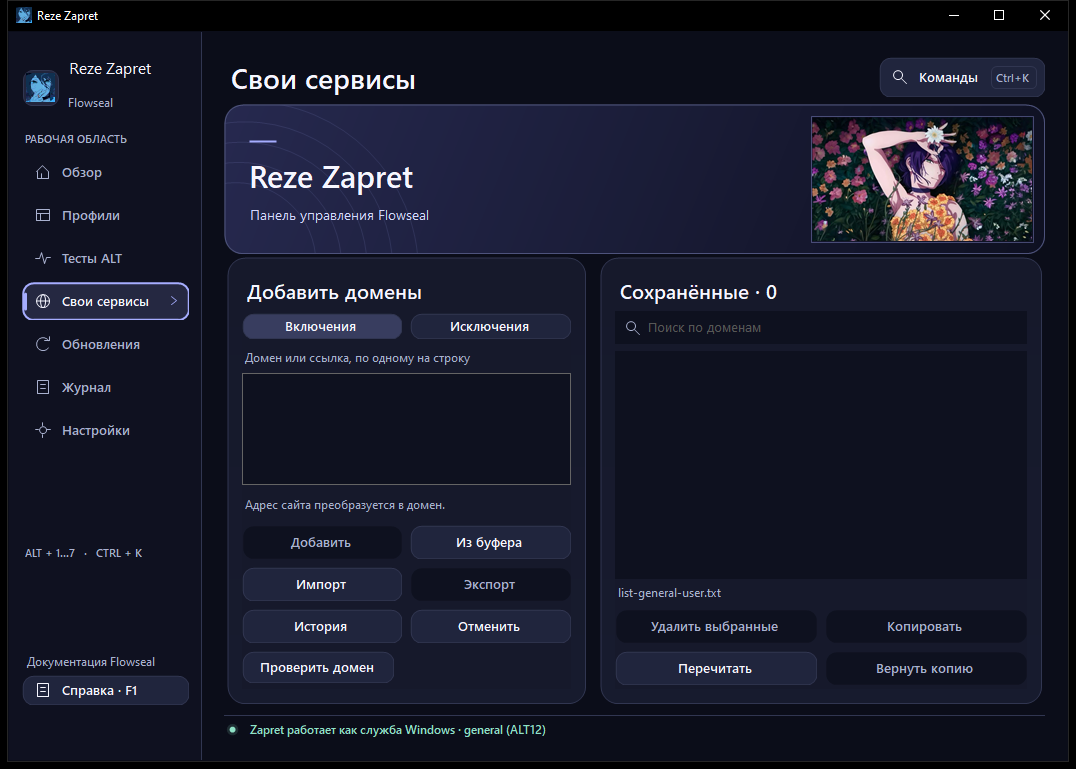 Reze Zapret
Reze Zapret
Flowseal
РАБОЧАЯ ОБЛАСТЬ
Обзор
Профили
Тесты ALT
Свои сервисы
Обновления
Журнал
Настройки
ALT + 1...7 · CTRL + K
Документация Flowseal
Справка · F1
Свои сервисы
Команды Ctrl+K
Reze Zapret
Панель управления Flowseal
Добавить домены
Включения Исключения
Домен или ссылка, по одному на строку
Адрес сайта преобразуется в домен.
Добавить Из буфера
Импорт Экспорт
История Отменить
Проверить домен
Сохранённые · 0
Поиск по доменам
list-general-user.txt
Удалить выбранные Копировать
Перечитать Вернуть копию
Zapret работает как служба Windows · general (ALT12)